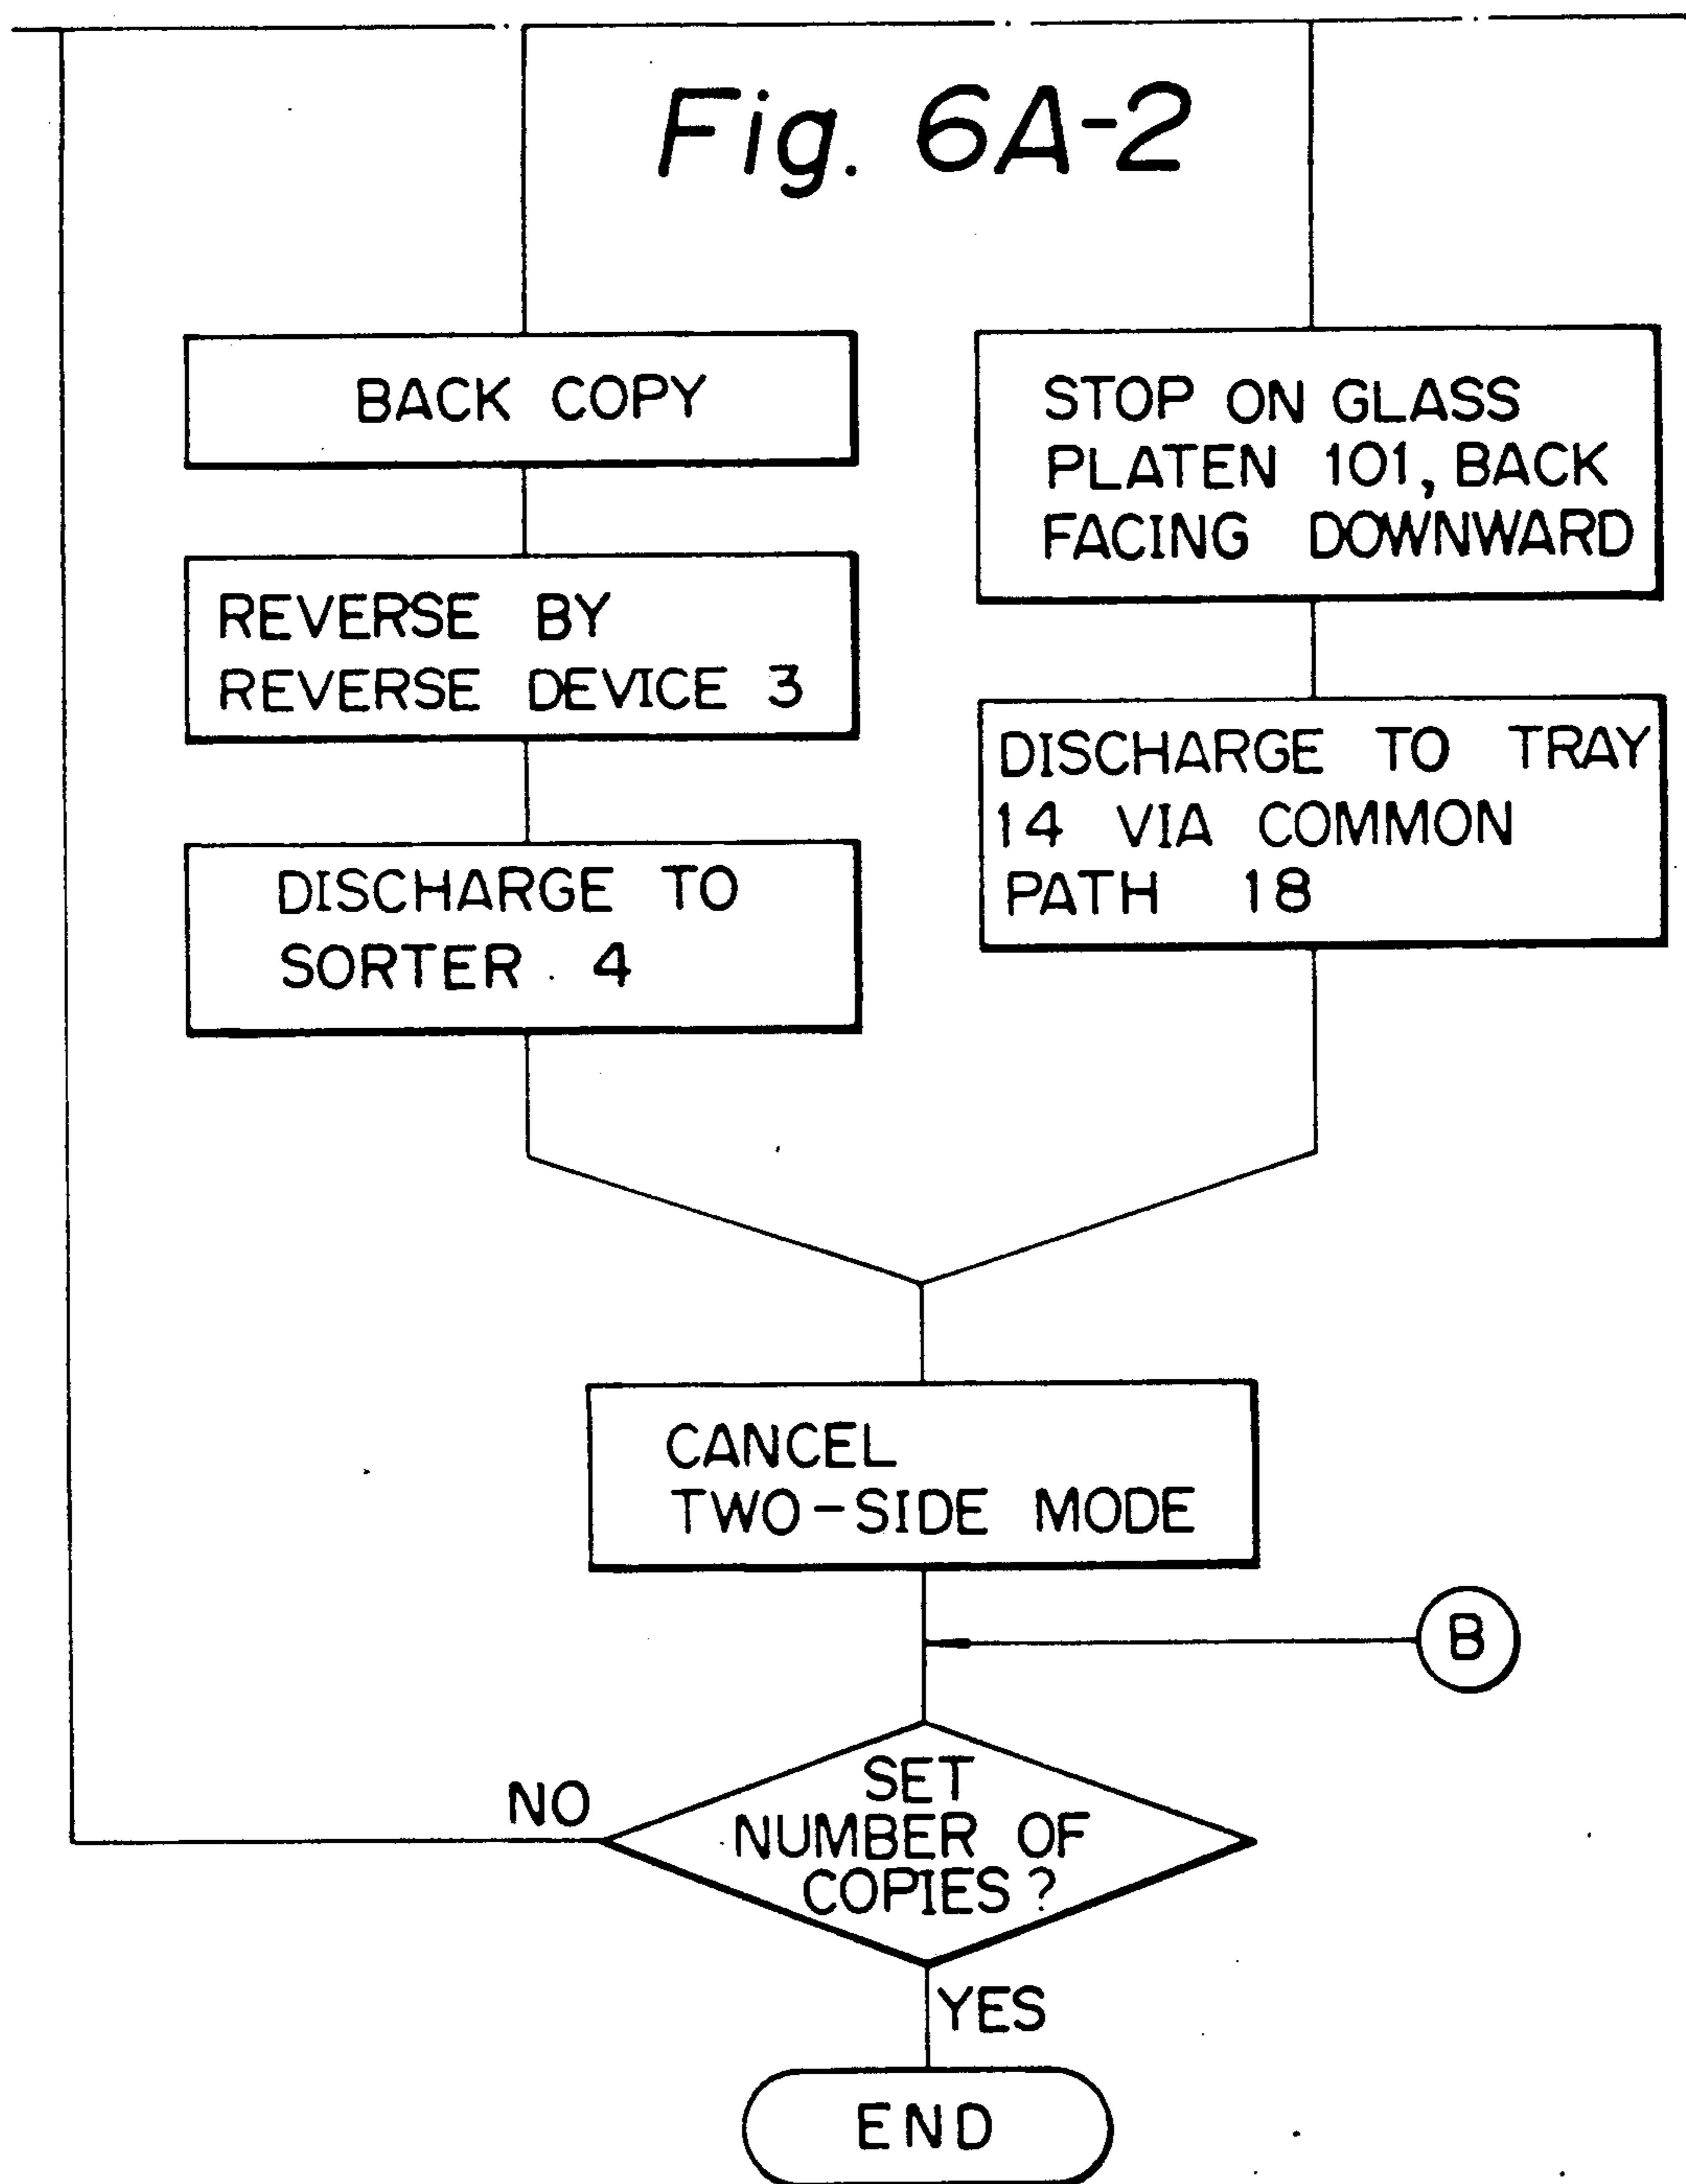 Fig. 6A-2
BACK COPY
REVERSE BY
REVERSE DEVICE 3
DISCHARGE TO
SORTER 4
STOP ON GLASS
PLATEN 101, BACK
FACING DOWNWARD
DISCHARGE TO TRAY
14 VIA COMMON
PATH 18
CANCEL
TWO-SIDE MODE
B
SET
NUMBER OF
COPIES?
NO
YES
END